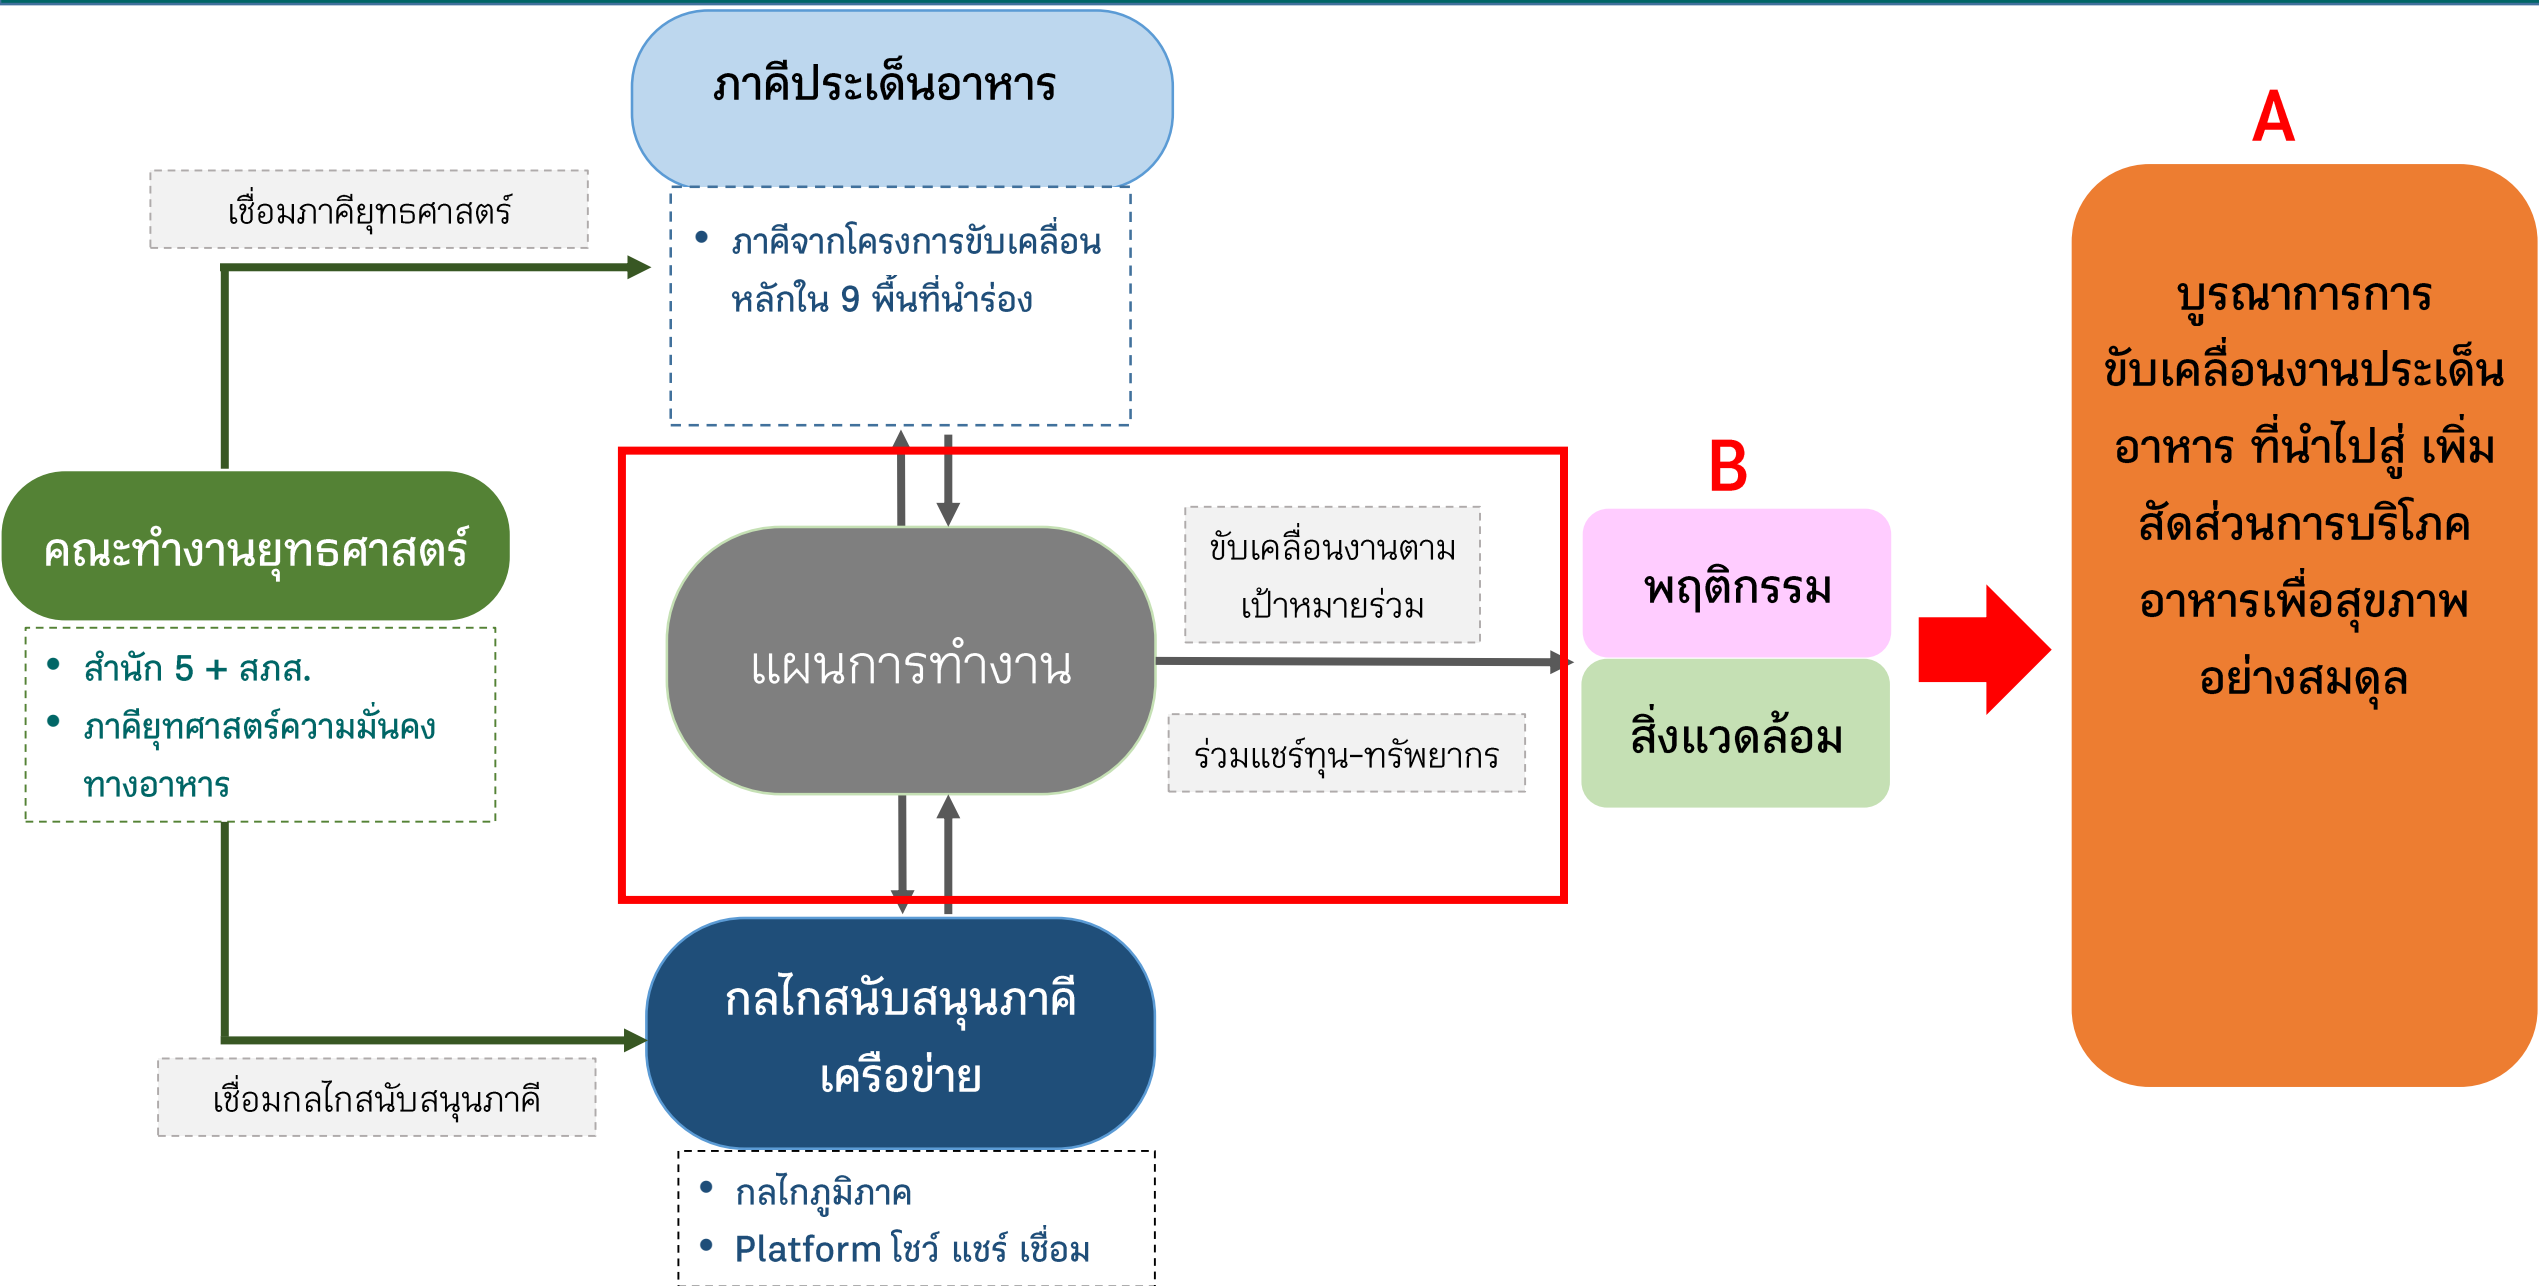 ภาคีประเด็นอาหาร
A
เชื่อมภาคียุทธศาสตร์
• ภาคีจากโครงการขับเคลื่อน
หลักใน 9 พื้นที่นำร่อง
บูรณาการการ
ขับเคลื่อนงานประเด็น
อาหาร ที่นำไปสู่ เพิ่ม
สัดส่วนการบริโภค
อาหารเพื่อสุขภาพ
อย่างสมดุล
B
คณะทำงานยุทธศาสตร์
• สำนัก 5 + สภส.
• ภาคียุทศาสตร์ความมั่นคง
ทางอาหาร
แผนการทำงาน
ขับเคลื่อนงานตาม
เป้าหมายร่วม
ร่วมแชร์ทุน-ทรัพยากร
พฤติกรรม
สิ่งแวดล้อม
กลไกสนับสนุนภาคี
เครือข่าย
เชื่อมกลไกสนับสนุนภาคี
• กลไกภูมิภาค
• Platform โชว์ แชร์ เชื่อม